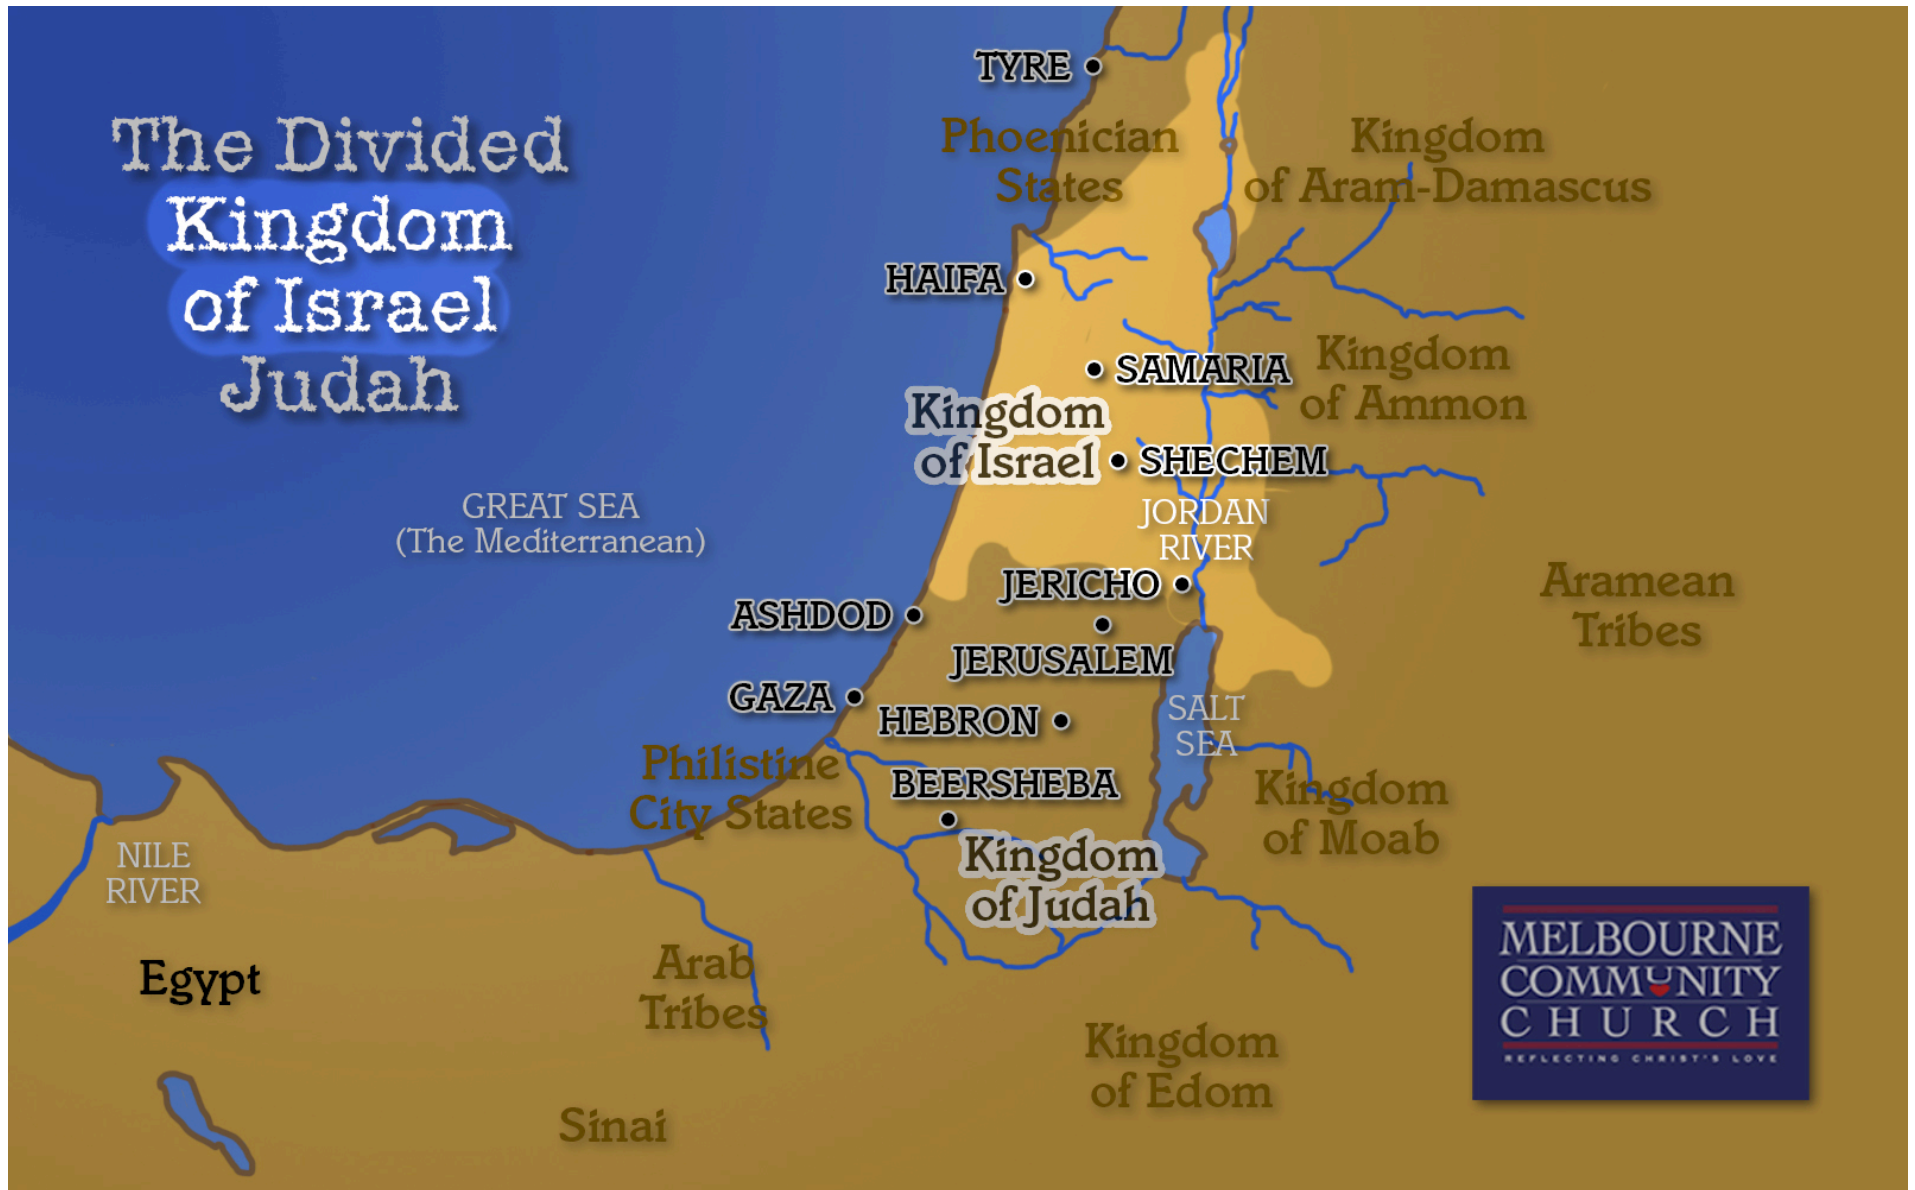 The Divided
Kingdom
of Israel
Judah
TYRE
Phoenician
States
Kingdom
of Aram-Damascus
HAIFA
SAMARIA
Kingdom
of Ammon
Kingdom
of Israel
SHECHEM
GREAT SEA
(The Mediterranean)
JORDAN
RIVER
JERICHO
Aramean
Tribes
ASHDOD
JERUSALEM
GAZA
HEBRON
SALT
SEA
Philistine
City States
BEERSHEBA
Kingdom
of Moab
NILE
RIVER
Kingdom
of Judah
Egypt
Arab
Tribes
Kingdom
of Edom
Sinai
MELBOURNE
COMMUNITY
CHURCH
REFLECTING CHRIST'S LOVE